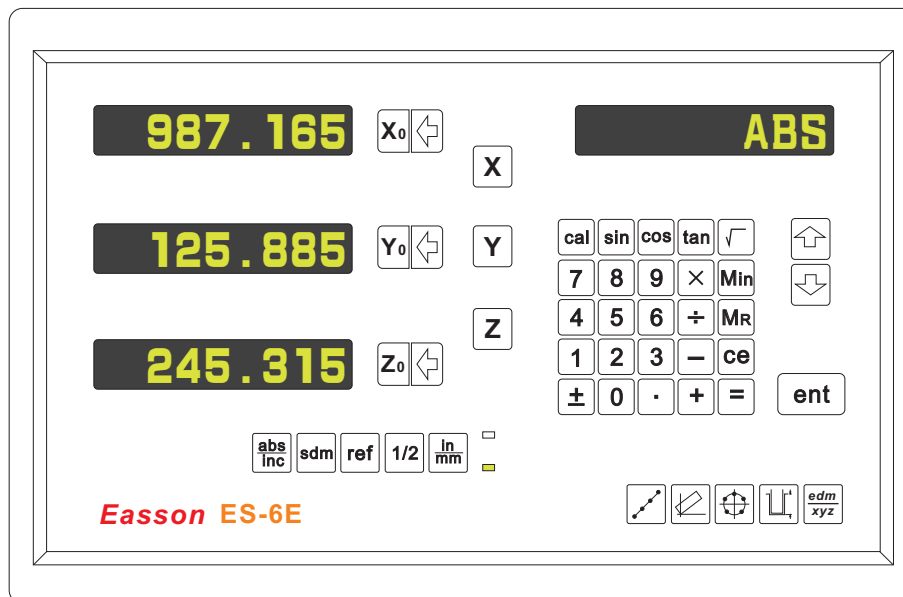 987.165 X0
ABS
X
125.885 Y0 Y
cal sin cos tan √
7 8 9 × Min
4 5 6 ÷ MR
Z
245.315 Z0
1 2 3 − ce
± 0 . + =
ent
abs/inc sdm ref 1/2 in/mm
Easson ES-6E
edm/xyz